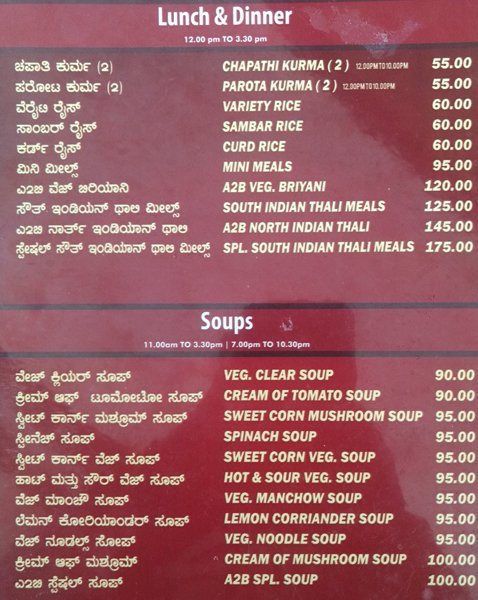 Lunch & Dinner
12.00 pm TO 3.30 pm
ಚಪಾತಿ ಕುರ್ಮ (2) CHAPATHI KURMA ( 2 ) 12.00PM TO 10.00PM 55.00
ಪರೋಟ ಕುರ್ಮ (2) PAROTA KURMA ( 2 ) 12.00PM TO 10.00PM 55.00
ವೆರೈಟಿ ರೈಸ್ VARIETY RICE 60.00
ಸಾಂಬರ್ ರೈಸ್ SAMBAR RICE 60.00
ಕರ್ಡ್ ರೈಸ್ CURD RICE 60.00
ಮಿನಿ ಮೀಲ್ಸ್ MINI MEALS 95.00
ಎ2ಬಿ ವೆಜ್ ಬಿರಿಯಾನಿ A2B VEG. BRIYANI 120.00
ಸೌತ್ ಇಂಡಿಯನ್ ಥಾಲಿ ಮೀಲ್ಸ್ SOUTH INDIAN THALI MEALS 125.00
ಎ2ಬಿ ನಾರ್ತ್ ಇಂಡಿಯಾನ್ ಥಾಲಿ A2B NORTH INDIAN THALI 145.00
ಸ್ಪೇಷಲ್ ಸೌತ್ ಇಂಡಿಯಾನ್ ಥಾಲಿ ಮೀಲ್ಸ್ SPL. SOUTH INDIAN THALI MEALS 175.00
Soups
11.00am TO 3.30pm | 7.00pm TO 10.30pm
ವೇಜ್ ಕ್ಲಿಯರ್ ಸೂಪ್ VEG. CLEAR SOUP 90.00
ಕ್ರೀಮ್ ಆಫ್ ಟೂಮೋಟೋ ಸೂಪ್ CREAM OF TOMATO SOUP 90.00
ಸ್ವೀಟ್ ಕಾರ್ನ್ ಮಶ್ರೂಮ್ ಸೂಪ್ SWEET CORN MUSHROOM SOUP 95.00
ಸ್ಪೀನೆಜ್ ಸೂಪ್ SPINACH SOUP 95.00
ಸ್ವೀಟ್ ಕಾರ್ನ್ ವೆಜ್ ಸೂಪ್ SWEET CORN VEG. SOUP 95.00
ಹಾಟ್ ಮತ್ತು ಸೌರ್ ವೆಜ್ ಸೂಪ್ HOT & SOUR VEG. SOUP 95.00
ವೆಜ್ ಮಾಂಚೌ ಸೂಪ್ VEG. MANCHOW SOUP 95.00
ಲೆಮನ್ ಕೋರಿಯಾಂಡರ್ ಸೂಪ್ LEMON CORRIANDER SOUP 95.00
ವೆಜ್ ನೂಡಲ್ಸ್ ಸೋಪ್ VEG. NOODLE SOUP 95.00
ಕ್ರೀಮ್ ಆಫ್ ಮಶ್ರೂಮ್ CREAM OF MUSHROOM SOUP 100.00
ಎ2ಬಿ ಸ್ಪೆಷಲ್ ಸೂಪ್ A2B SPL. SOUP 100.00